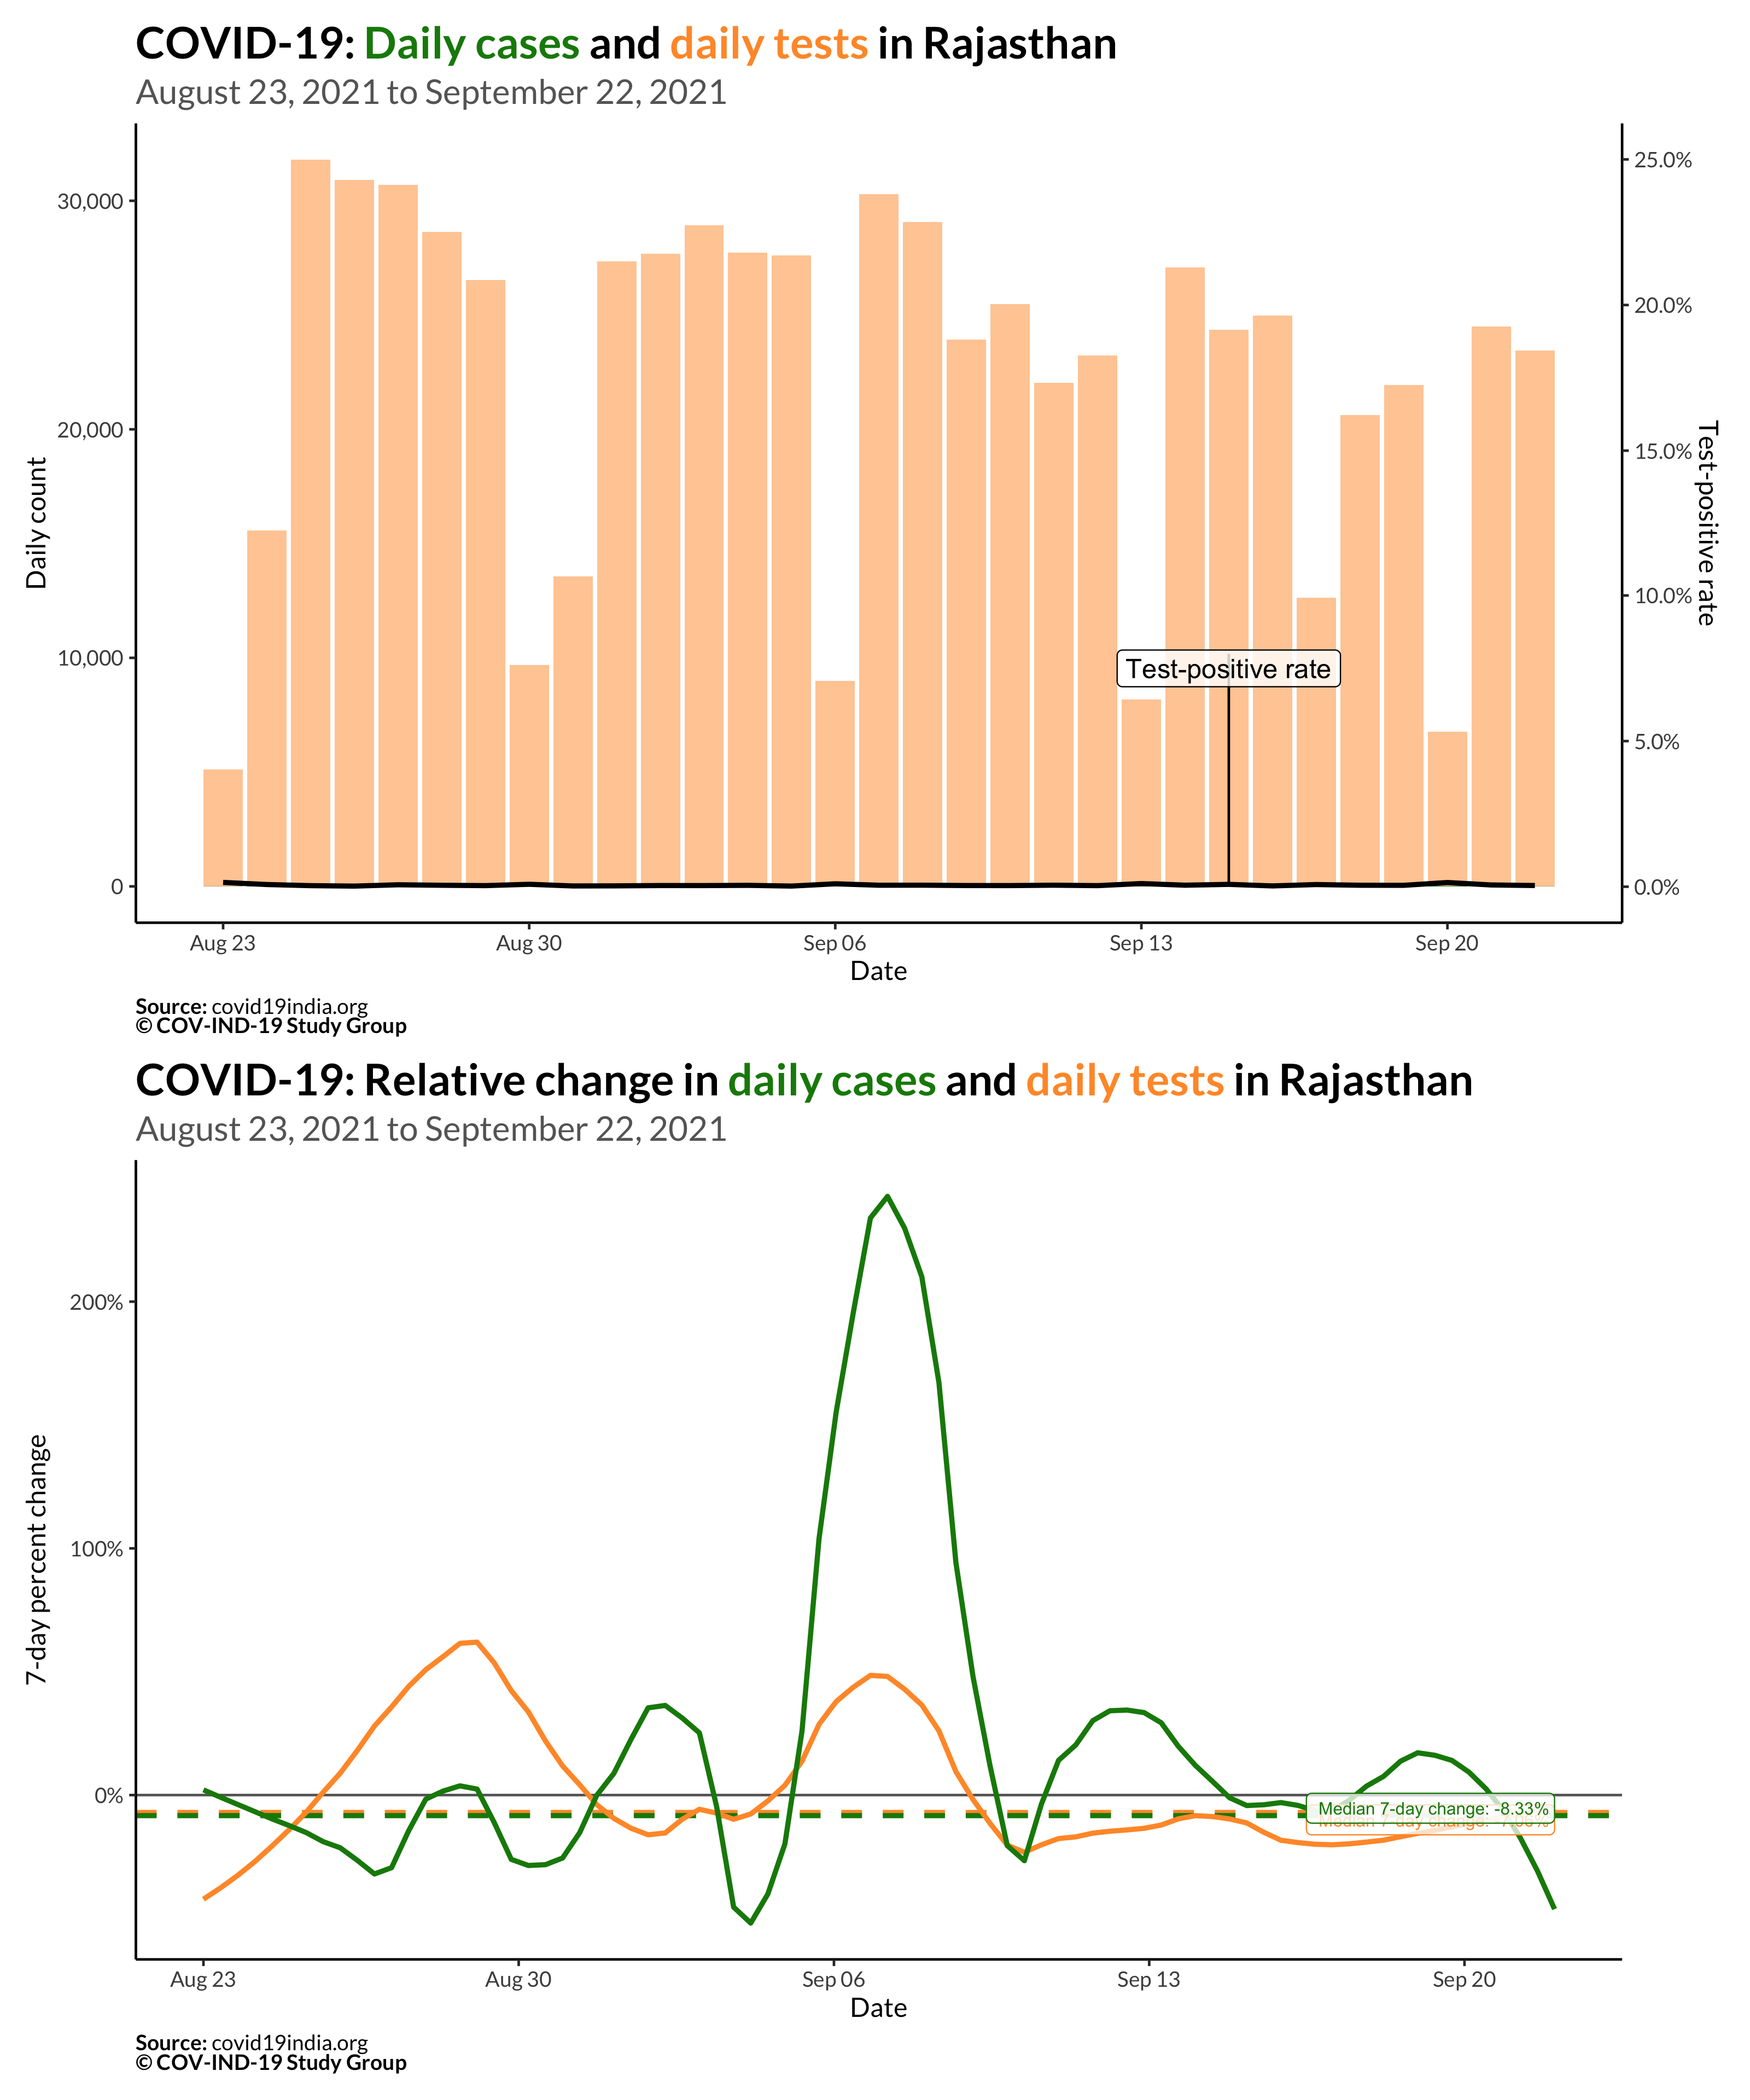 COVID-19: Daily cases and daily tests in Rajasthan
August 23, 2021 to September 22, 2021
Daily count
30,000
20,000
10,000
0
25.0%
20.0%
15.0%
10.0%
5.0%
0.0%
Test-positive rate
Test-positive rate
Aug 23
Aug 30
Sep 06
Sep 13
Sep 20
Date
Source: covid19india.org
© COV-IND-19 Study Group
COVID-19: Relative change in daily cases and daily tests in Rajasthan
August 23, 2021 to September 22, 2021
7-day percent change
200%
100%
0%
Median 7-day change: -8.33%
Median 7-day change:
Aug 23
Aug 30
Sep 06
Sep 13
Sep 20
Date
Source: covid19india.org
© COV-IND-19 Study Group